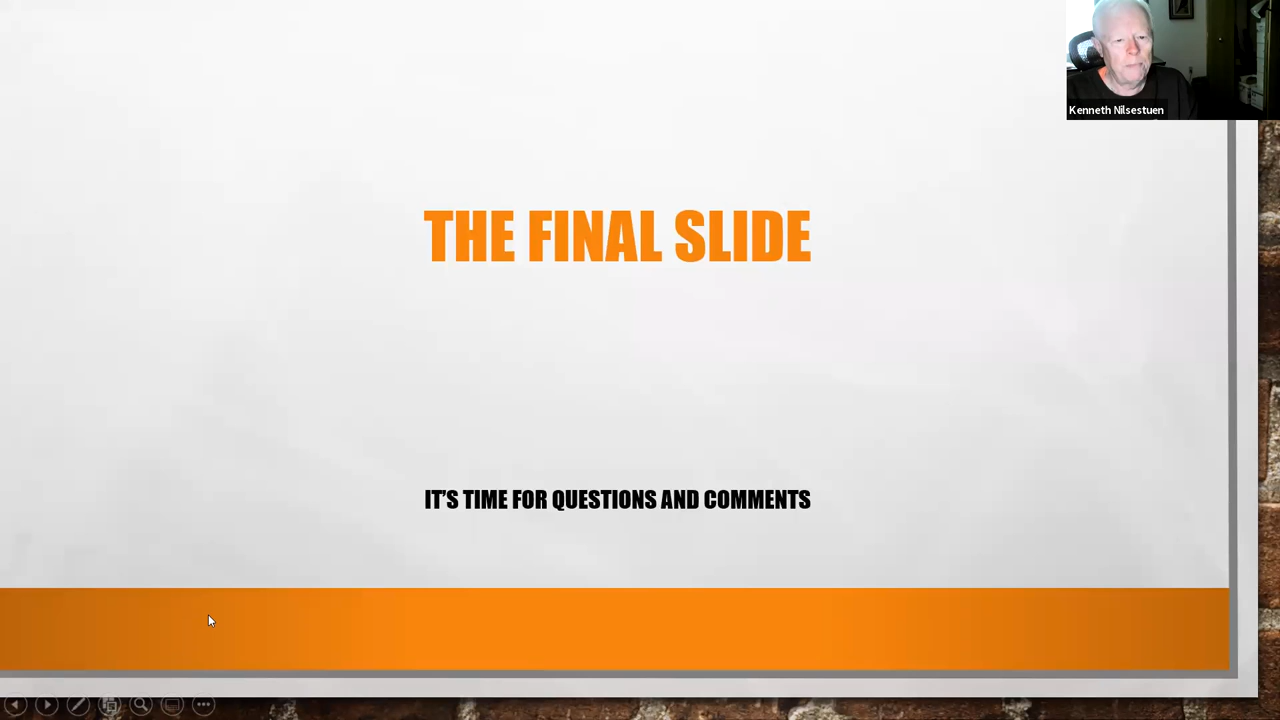 Kenneth Nilsestuen
THE FINAL SLIDE
IT'S TIME FOR QUESTIONS AND COMMENTS